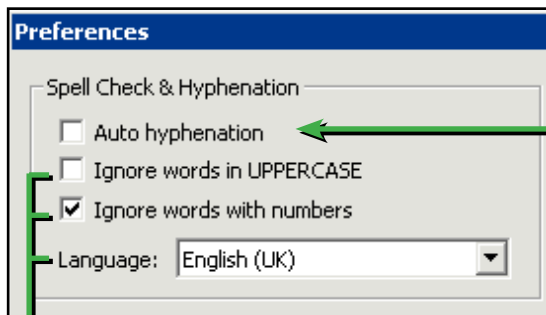 Preferences
Spell Check & Hyphenation
Auto hyphenation
Ignore words in UPPERCASE
Ignore words with numbers
Language: English (UK)